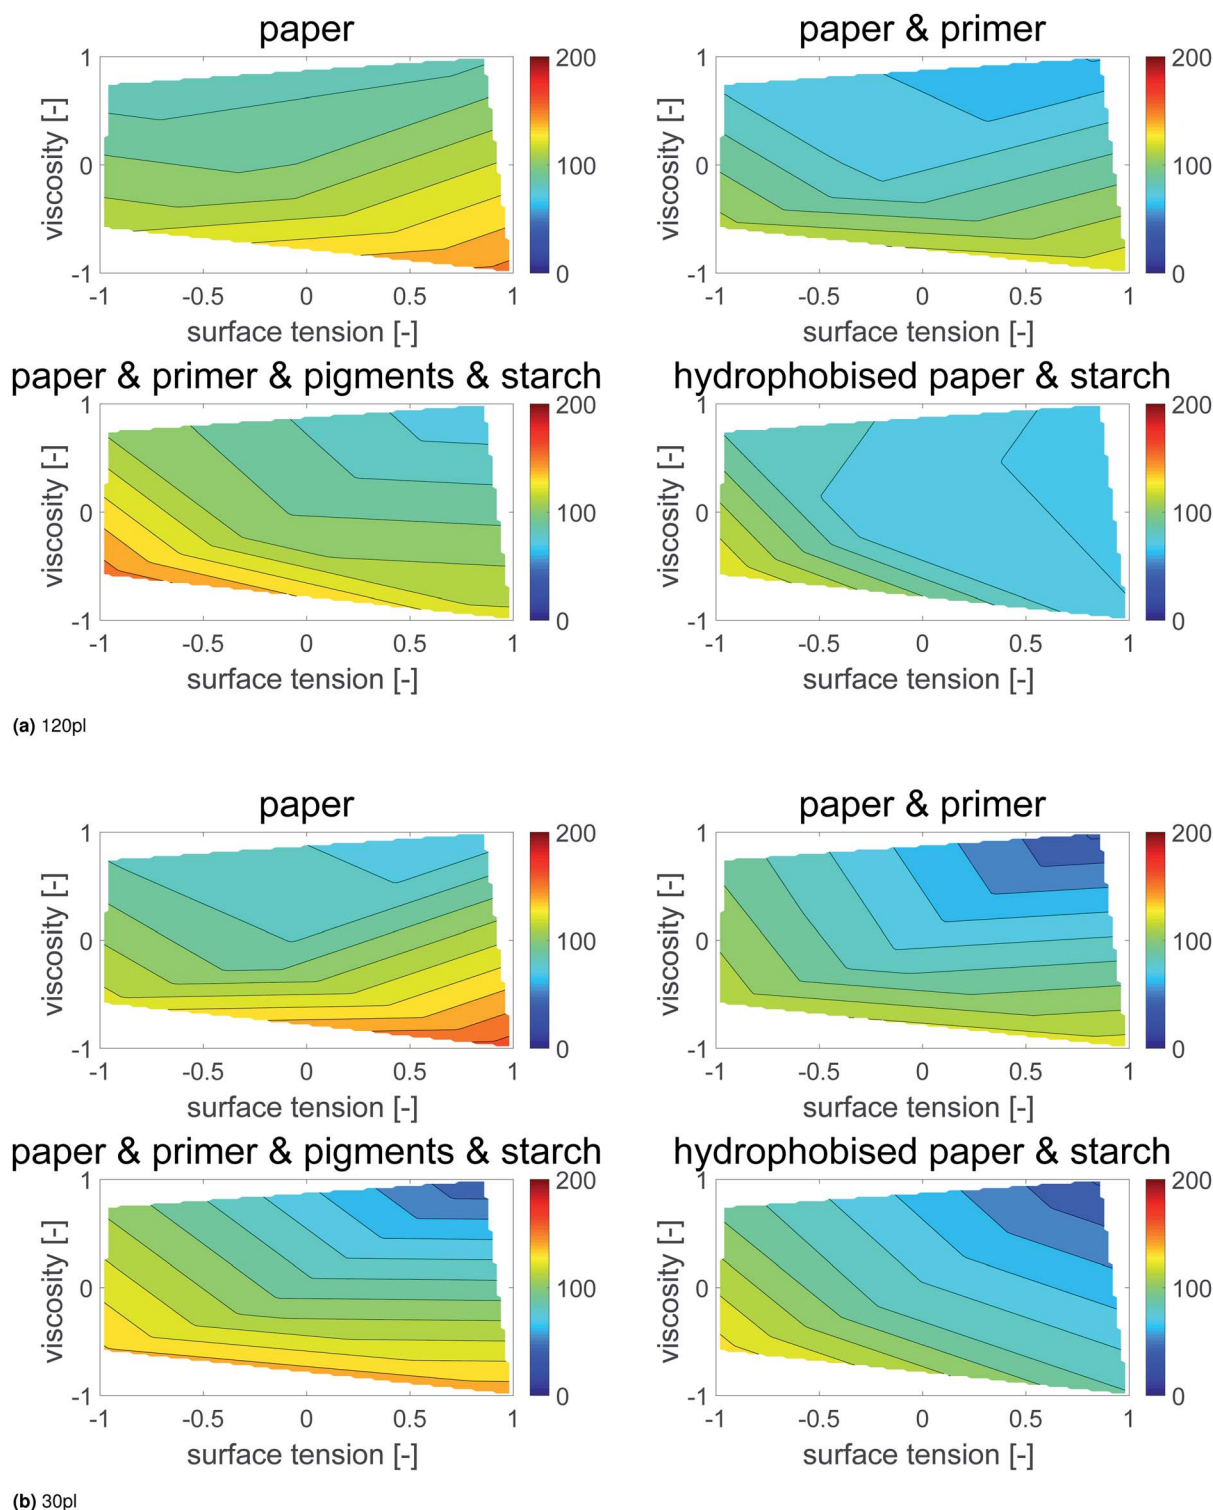 paper
paper & primer
1
0
-1
viscosity [-]
-1 -0.5 0 0.5 1
surface tension [-]
200
100
0
1
0
-1
viscosity [-]
-1 -0.5 0 0.5 1
surface tension [-]
200
100
0
paper & primer & pigments & starch
hydrophobised paper & starch
1
0
-1
viscosity [-]
-1 -0.5 0 0.5 1
surface tension [-]
200
100
0
1
0
-1
viscosity [-]
-1 -0.5 0 0.5 1
surface tension [-]
200
100
0
(a) 120pl
paper
paper & primer
1
0
-1
viscosity [-]
-1 -0.5 0 0.5 1
surface tension [-]
200
100
0
1
0
-1
viscosity [-]
-1 -0.5 0 0.5 1
surface tension [-]
200
100
0
paper & primer & pigments & starch
hydrophobised paper & starch
1
0
-1
viscosity [-]
-1 -0.5 0 0.5 1
surface tension [-]
200
100
0
1
0
-1
viscosity [-]
-1 -0.5 0 0.5 1
surface tension [-]
200
100
0
(b) 30pl